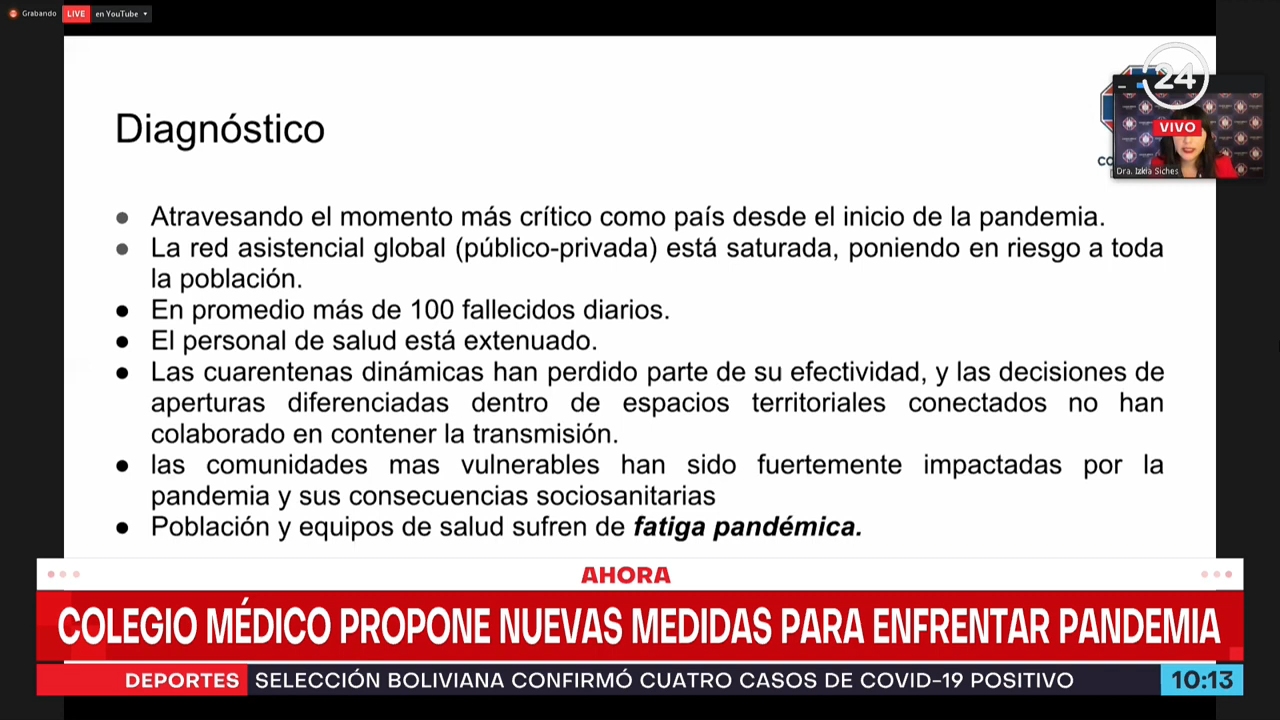 Grabando
LIVE
en YouTube
24
VIVO
Dra. Izkia Siches
Diagnóstico
● Atravesando el momento más crítico como país desde el inicio de la pandemia.
● La red asistencial global (público-privada) está saturada, poniendo en riesgo a toda
la población.
● En promedio más de 100 fallecidos diarios.
● El personal de salud está extenuado.
● Las cuarentenas dinámicas han perdido parte de su efectividad, y las decisiones de
aperturas diferenciadas dentro de espacios territoriales conectados no han
colaborado en contener la transmisión.
● las comunidades mas vulnerables han sido fuertemente impactadas por la
pandemia y sus consecuencias sociosanitarias
● Población y equipos de salud sufren de fatiga pandémica.
AHORA
COLEGIO MÉDICO PROPONE NUEVAS MEDIDAS PARA ENFRENTAR PANDEMIA
DEPORTES SELECCIÓN BOLIVIANA CONFIRMÓ CUATRO CASOS DE COVID-19 POSITIVO 10:13